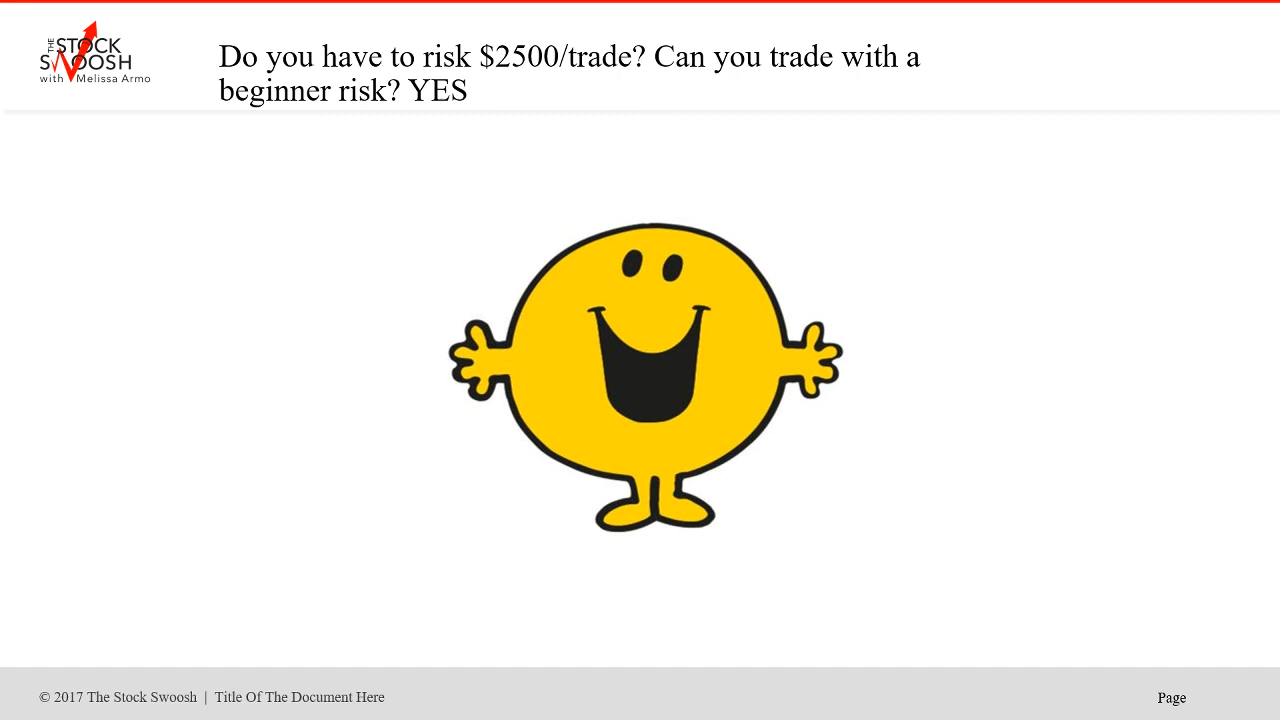 THE STOCK
SWOOSH
with Melissa Armo
Do you have to risk $2500/trade? Can you trade with a
beginner risk? YES
© 2017 The Stock Swoosh | Title Of The Document Here
Page